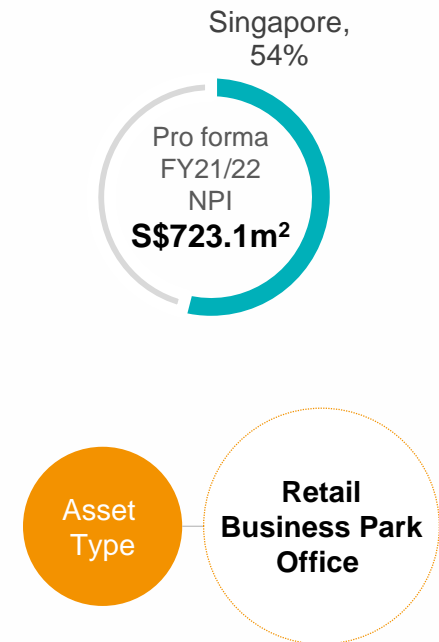 Singapore,
54%
Pro forma
FY21/22
NPI
S$723.1m²
Asset
Type
Retail
Business Park
Office